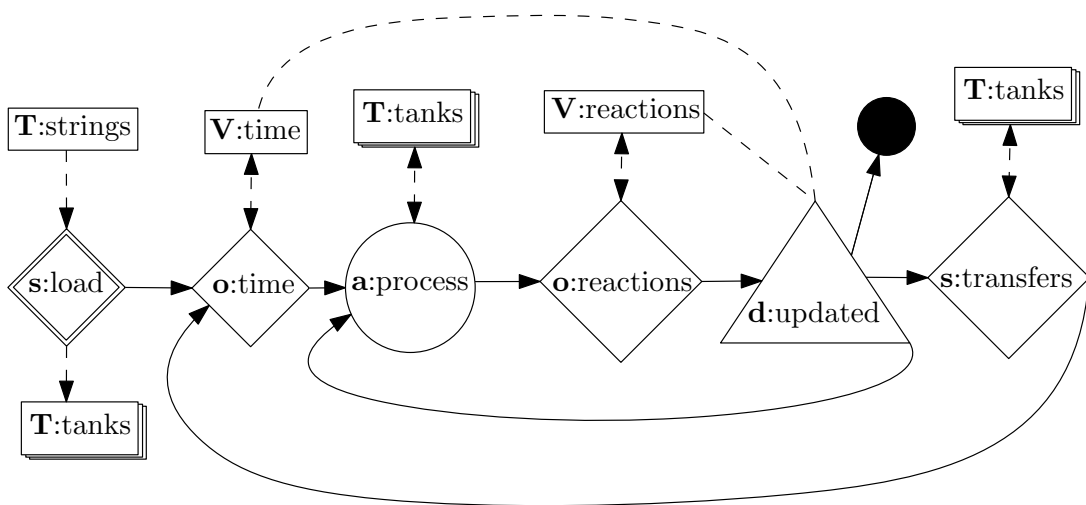 T:strings
V:time
T:tanks
V:reactions
T:tanks
s:load
o:time
a:process
o:reactions
d:updated
s:transfers
T:tanks